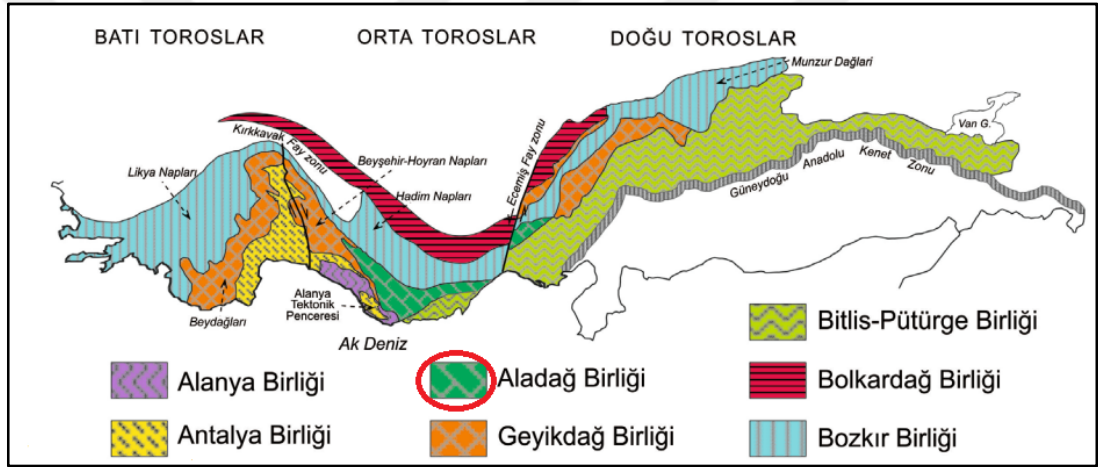 BATI TOROSLAR
ORTA TOROSLAR
DOĞU TOROSLAR
Munzur Dağlari
Van G.
Kırkkavak Fay zonu
Likya Napları
Beyşehir-Hoyran Napları
Hadim Napları
Ecemiş Fay zonu
Güneydoğu Anadolu Kenet Zonu
Beydağları
Alanya
Tektonik
Penceresi
Ak Deniz
Bitlis-Pütürge Birliği
Alanya Birliği
Aladağ Birliği
Bolkardağ Birliği
Antalya Birliği
Geyikdağ Birliği
Bozkır Birliği